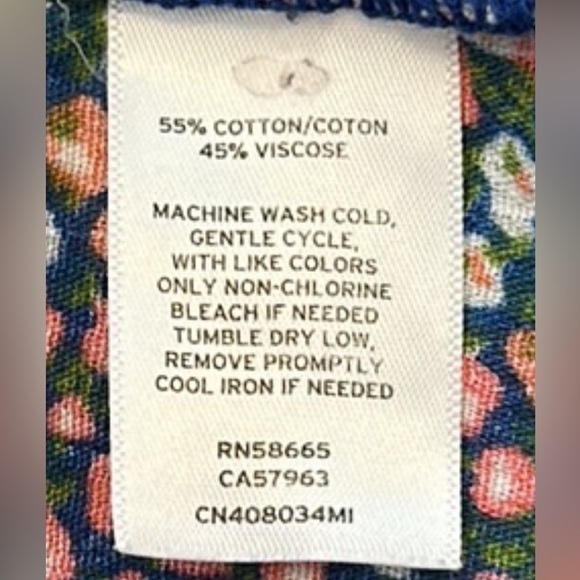 55% COTTON/COTON
45% VISCOSE
MACHINE WASH COLD,
GENTLE CYCLE,
WITH LIKE COLORS
ONLY NON-CHLORINE
BLEACH IF NEEDED
TUMBLE DRY LOW,
REMOVE PROMPTLY
COOL IRON IF NEEDED
RN58665
CA57963
CN408034MI